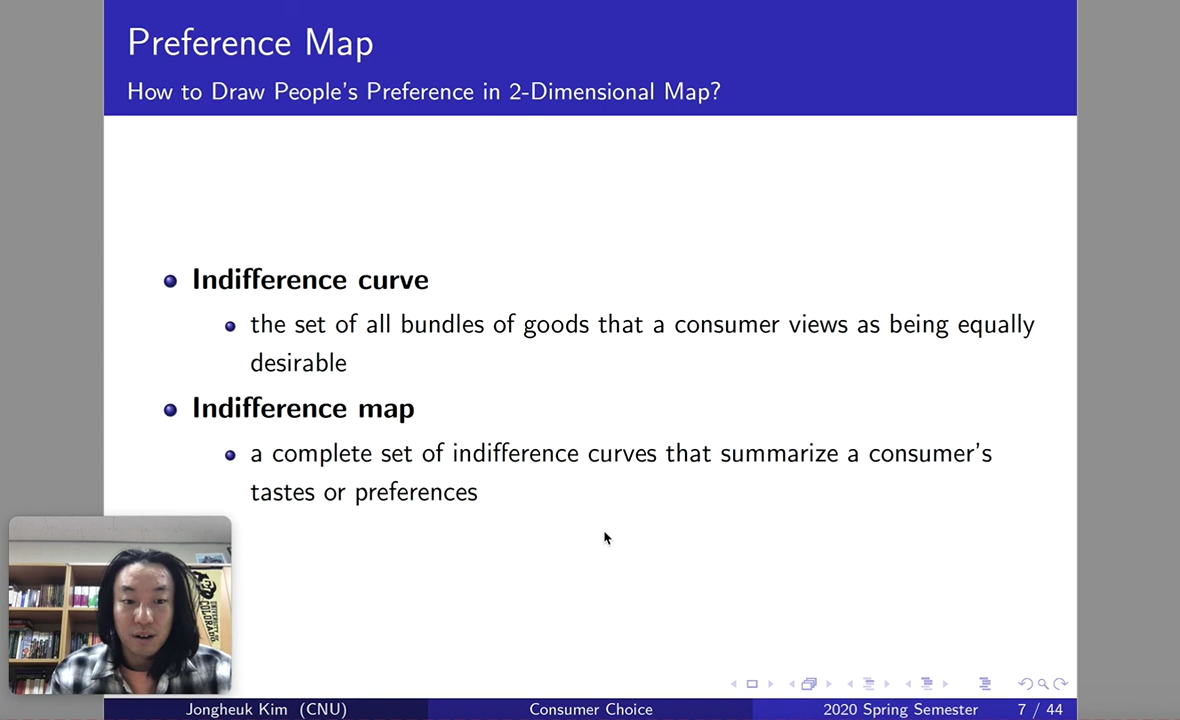 Preference Map
How to Draw People's Preference in 2-Dimensional Map?
Indifference curve
the set of all bundles of goods that a consumer views as being equally
desirable
Indifference map
a complete set of indifference curves that summarize a consumer's
tastes or preferences
COLORADO
Jongheuk Kim (CNU)
Consumer Choice
2020 Spring Semester
7 / 44